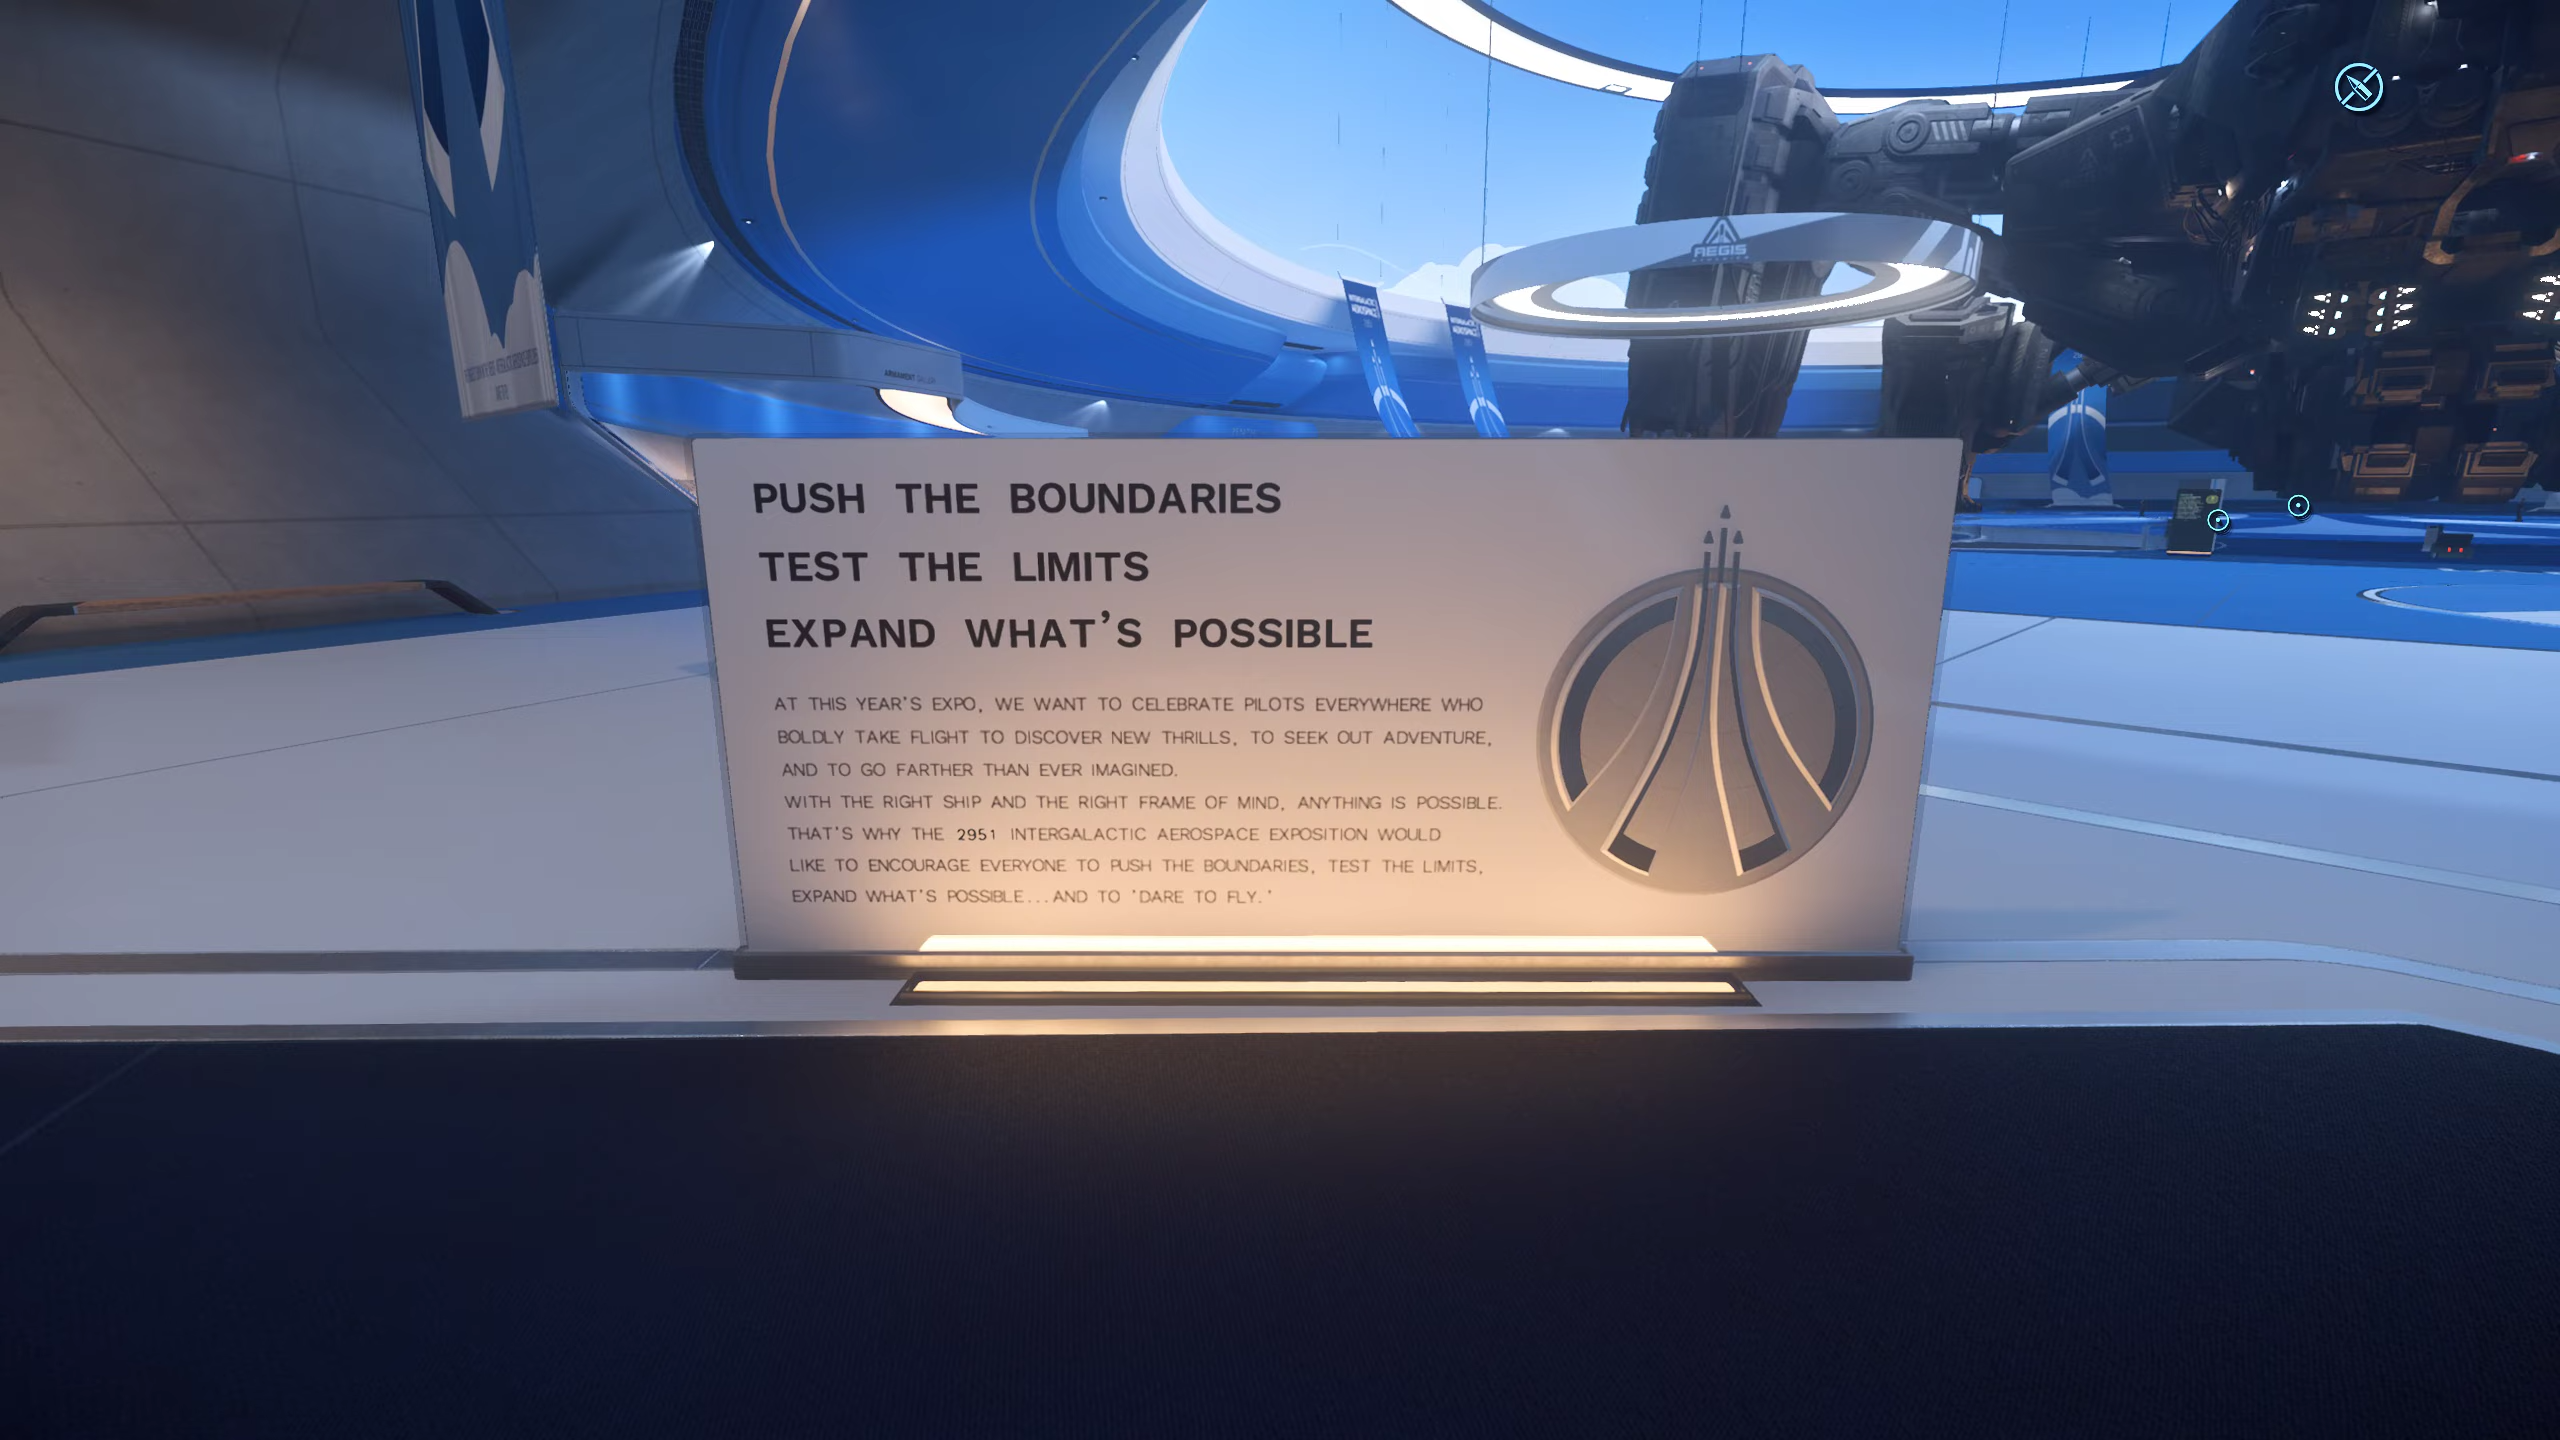 AEGIS
DYNAMICS
ARMAMENT GALLERY
PUSH THE BOUNDARIES
TEST THE LIMITS
EXPAND WHAT'S POSSIBLE
AT THIS YEAR'S EXPO, WE WANT TO CELEBRATE PILOTS EVERYWHERE WHO
BOLDLY TAKE FLIGHT TO DISCOVER NEW THRILLS, TO SEEK OUT ADVENTURE,
AND TO GO FARTHER THAN EVER IMAGINED.
WITH THE RIGHT SHIP AND THE RIGHT FRAME OF MIND, ANYTHING IS POSSIBLE.
THAT'S WHY THE 2951 INTERGALACTIC AEROSPACE EXPOSITION WOULD
LIKE TO ENCOURAGE EVERYONE TO PUSH THE BOUNDARIES, TEST THE LIMITS,
EXPAND WHAT'S POSSIBLE...AND TO 'DARE TO FLY.'